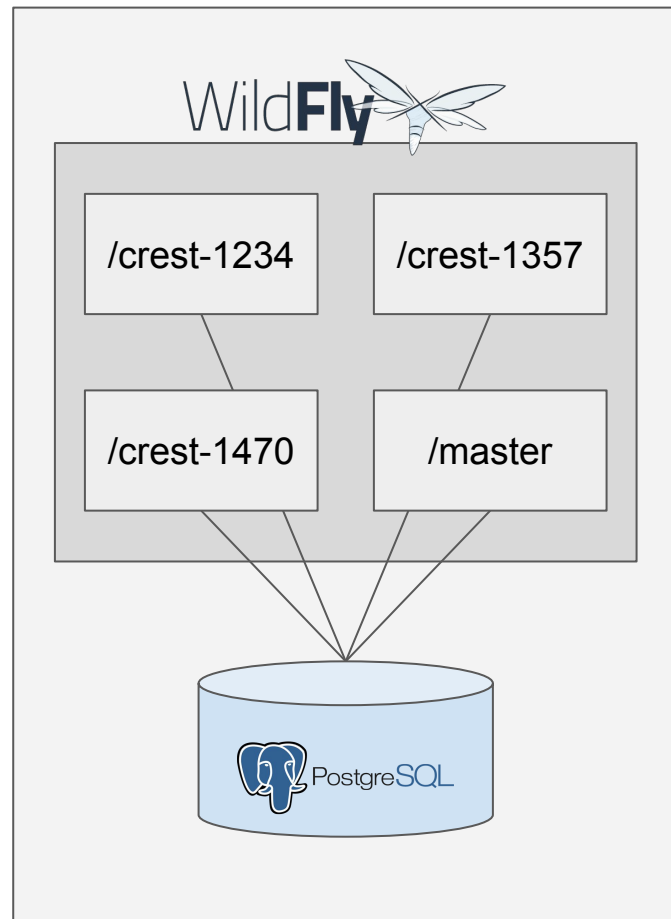 WildFly
/crest-1234
/crest-1357
/crest-1470
/master
PostgreSQL